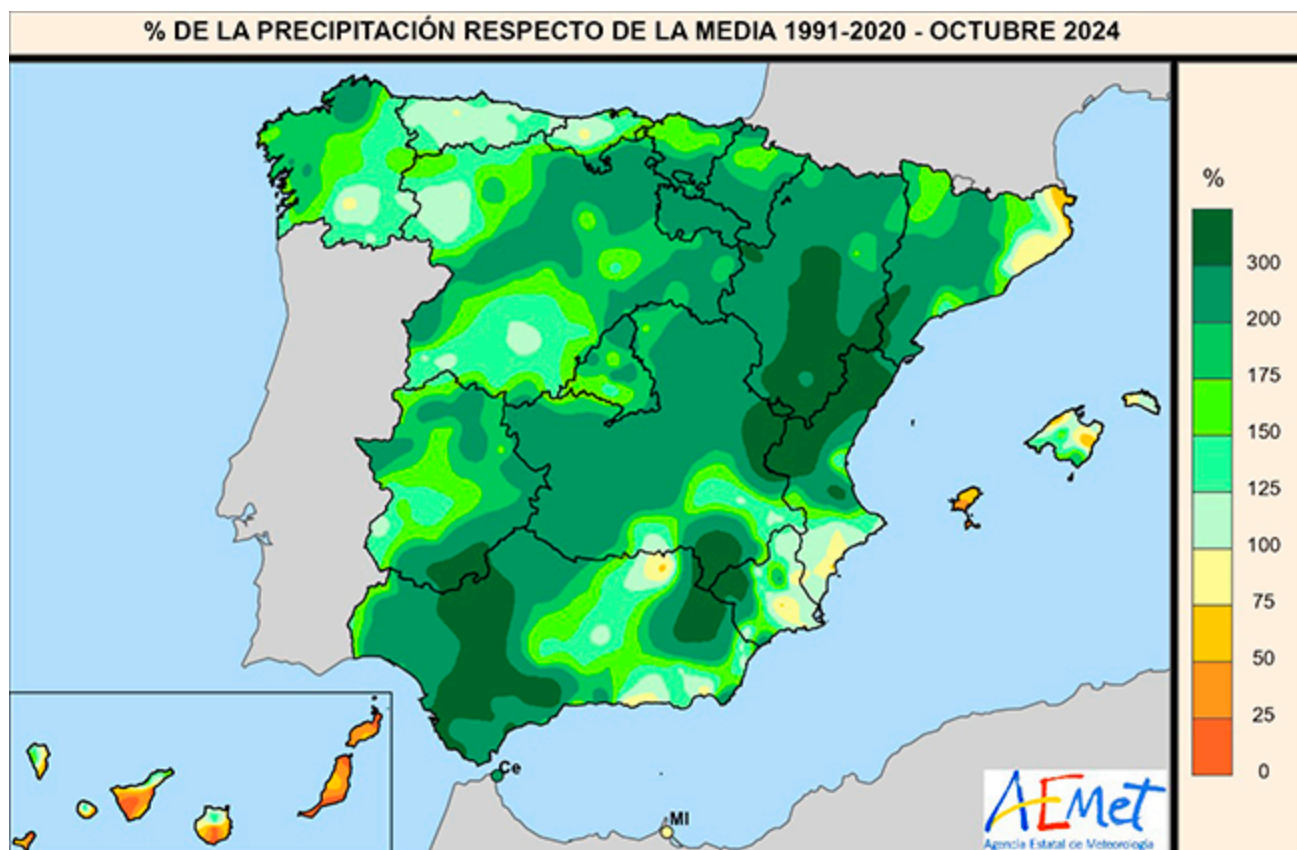 % DE LA PRECIPITACIÓN RESPECTO DE LA MEDIA 1991-2020 - OCTUBRE 2024
%
300
200
175
150
125
100
75
50
25
0
Ce
Ml
AEMet
Agencia Estatal de Meteorología